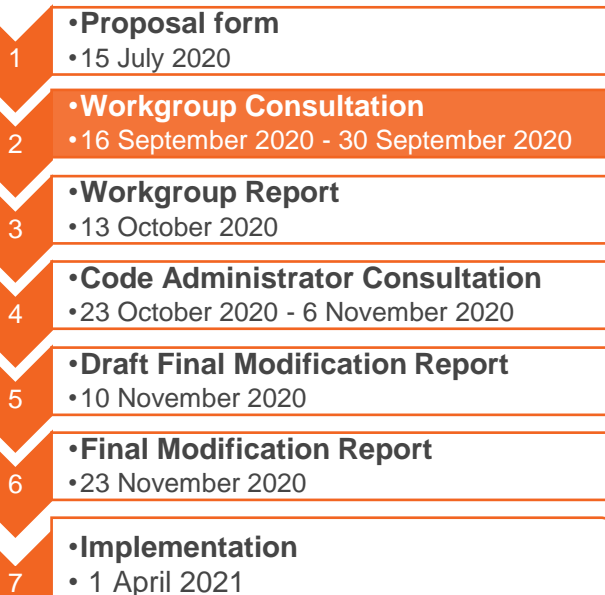 1
•Proposal form
•15 July 2020
2
•Workgroup Consultation
•16 September 2020 - 30 September 2020
3
•Workgroup Report
•13 October 2020
4
•Code Administrator Consultation
•23 October 2020 - 6 November 2020
5
•Draft Final Modification Report
•10 November 2020
6
•Final Modification Report
•23 November 2020
7
•Implementation
• 1 April 2021